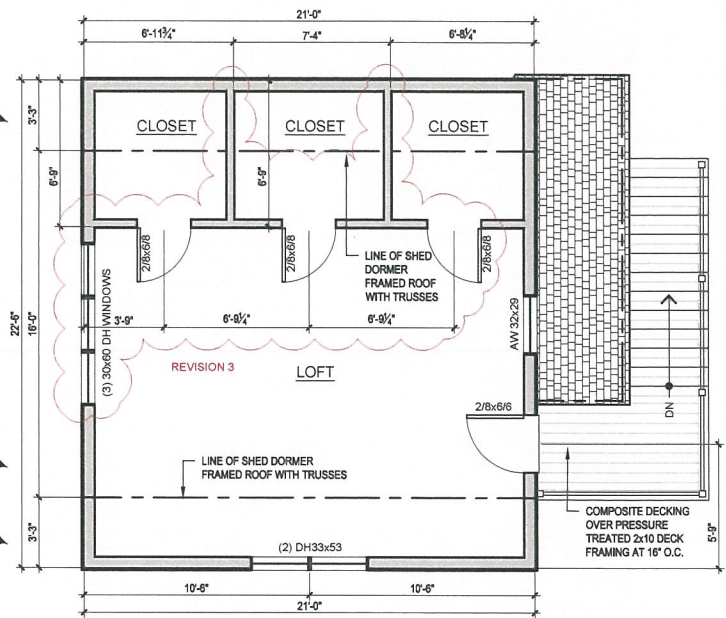 21'-0"
6'-11¾"
7'-4"
6'-8¼"
3'-3"
CLOSET
CLOSET
CLOSET
6'-9"
6'-9"
2/8x6/8
2/8x6/8
2/8x6/8
LINE OF SHED
DORMER
FRAMED ROOF
WITH TRUSSES
(3) 30x60 DH WINDOWS
22'-6"
16'-0"
3'-9"
6'-9¼"
6'-9¼"
AW 32x29
REVISION 3
LOFT
2/8x6/6
DN
LINE OF SHED DORMER
FRAMED ROOF WITH TRUSSES
COMPOSITE DECKING
OVER PRESSURE
TREATED 2x10 DECK
FRAMING AT 16" O.C.
5'-9"
3'-3"
(2) DH33x53
10'-6"
10'-6"
21'-0"